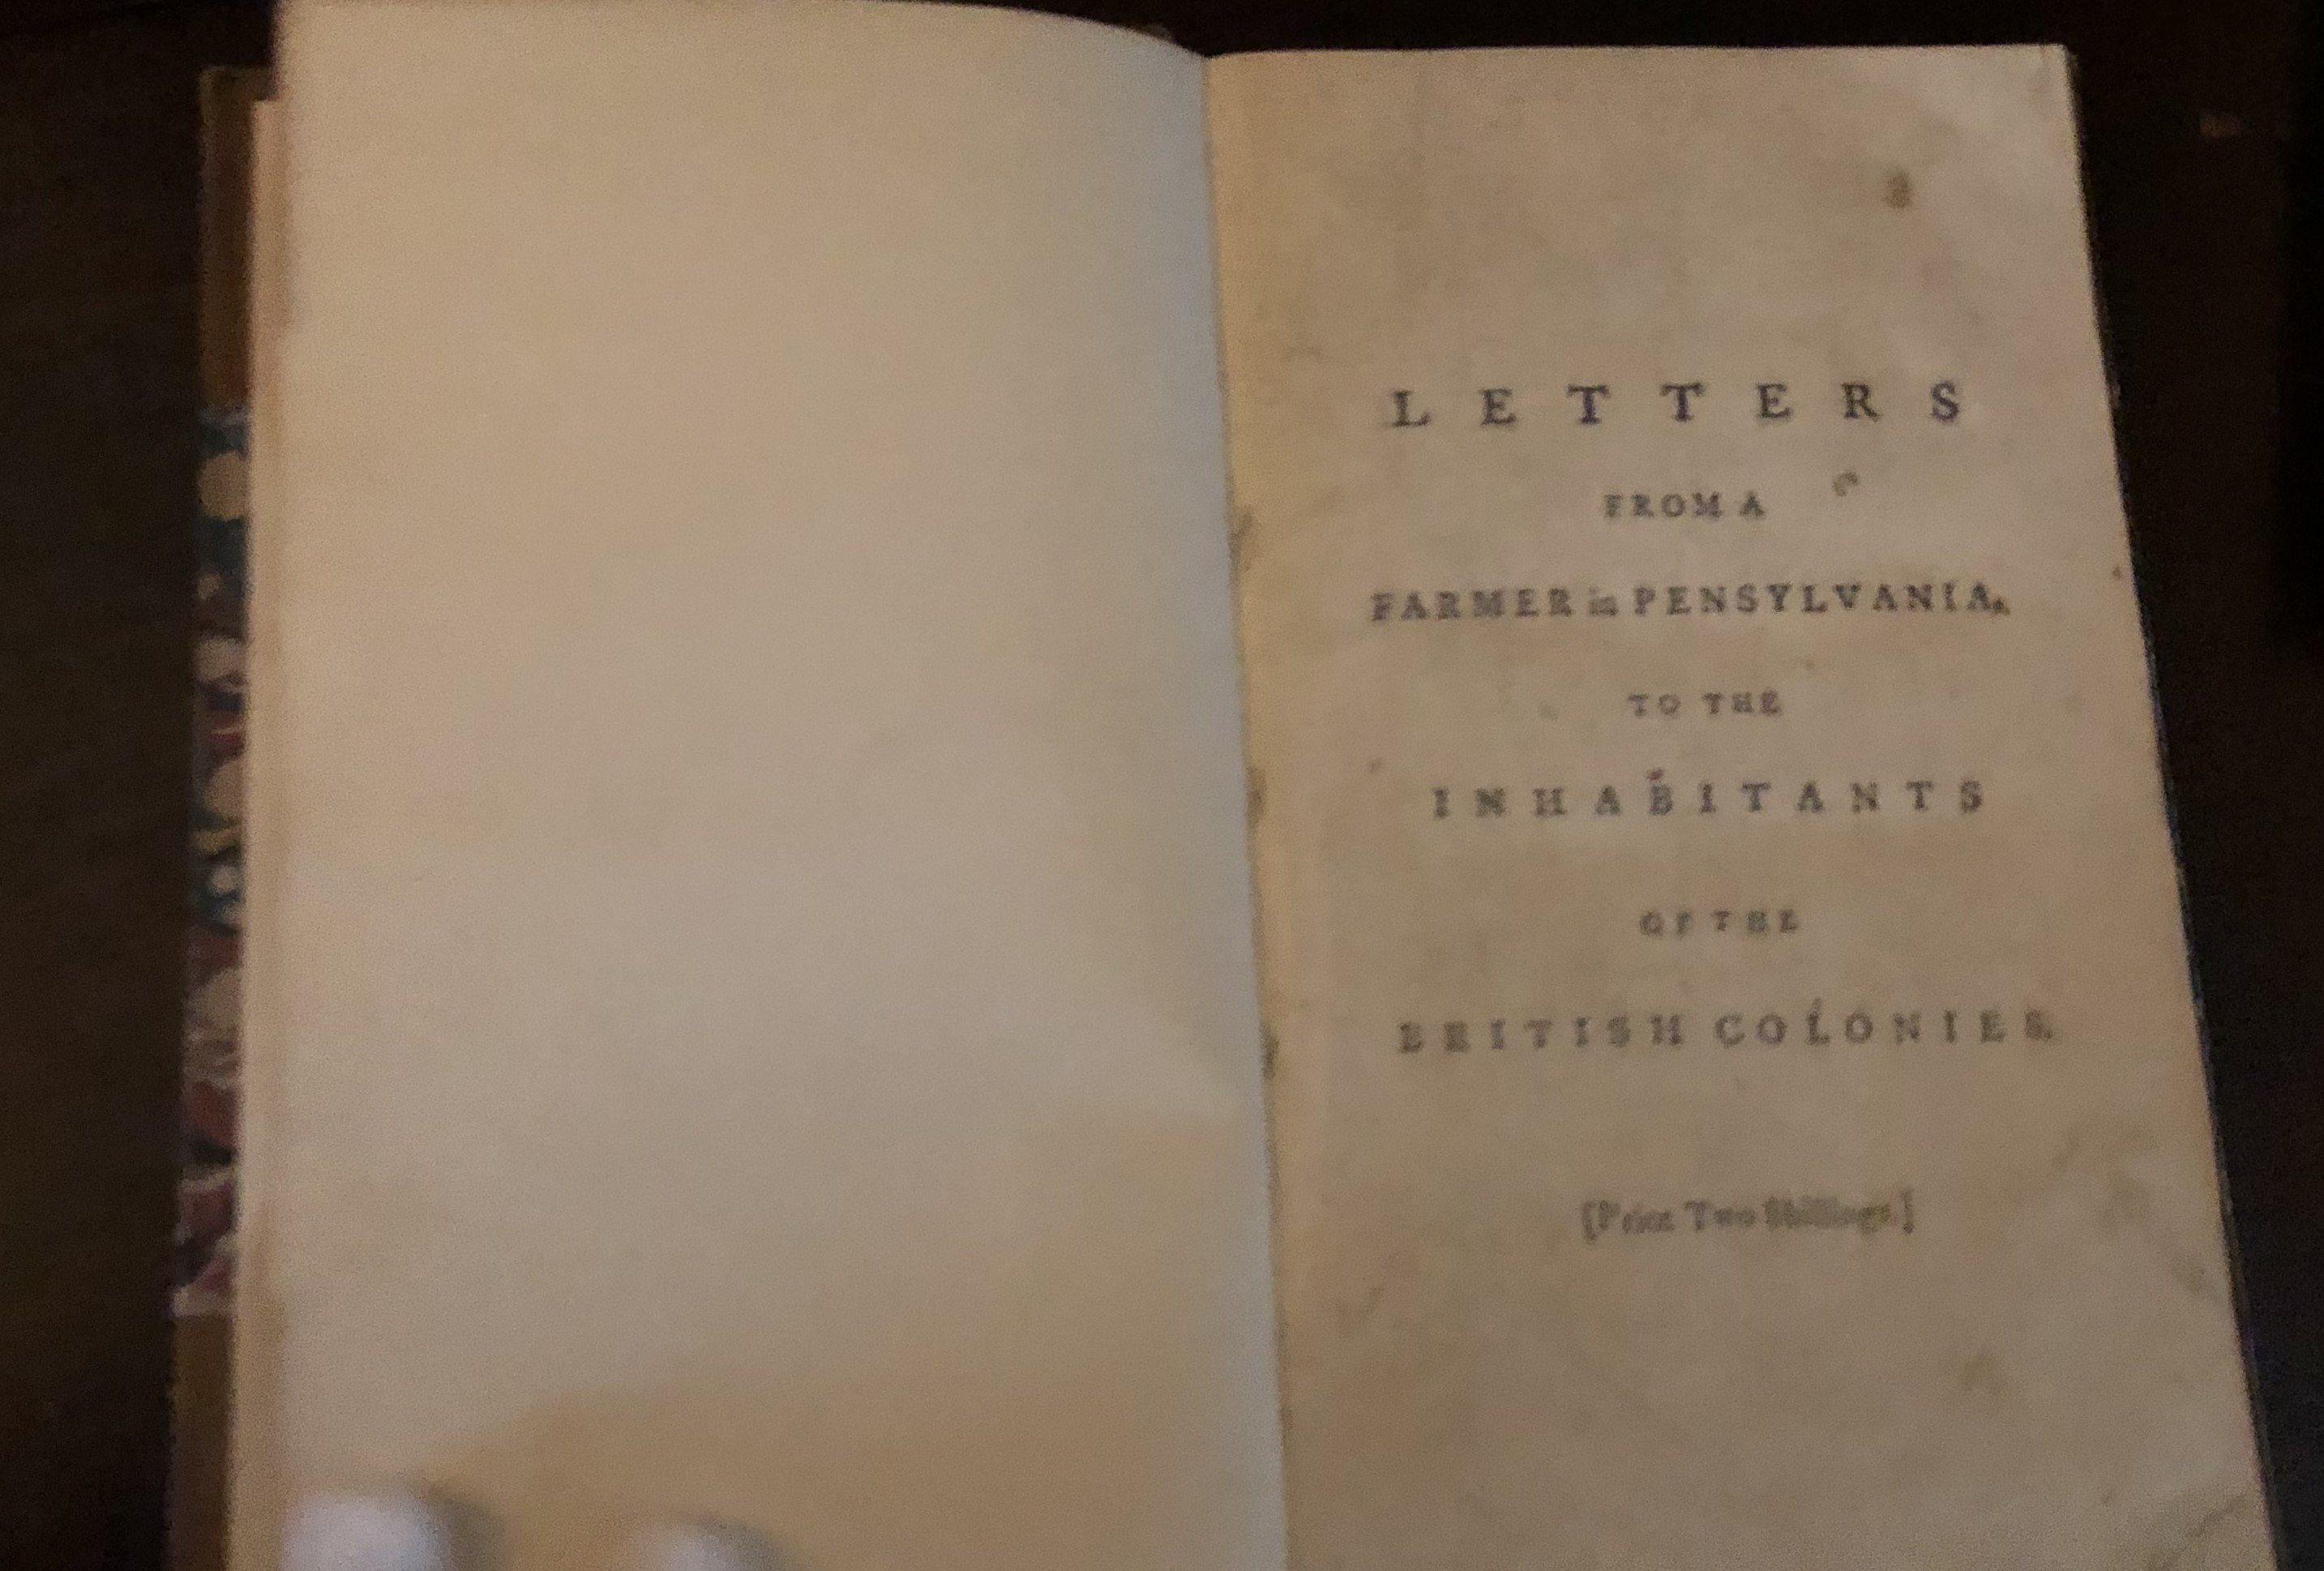 LETTERS
FROM A
FARMER in PENSYLVANIA,
TO THE
INHABITANTS
OF THE
BRITISH COLONIES.
[Price Two Shillings.]